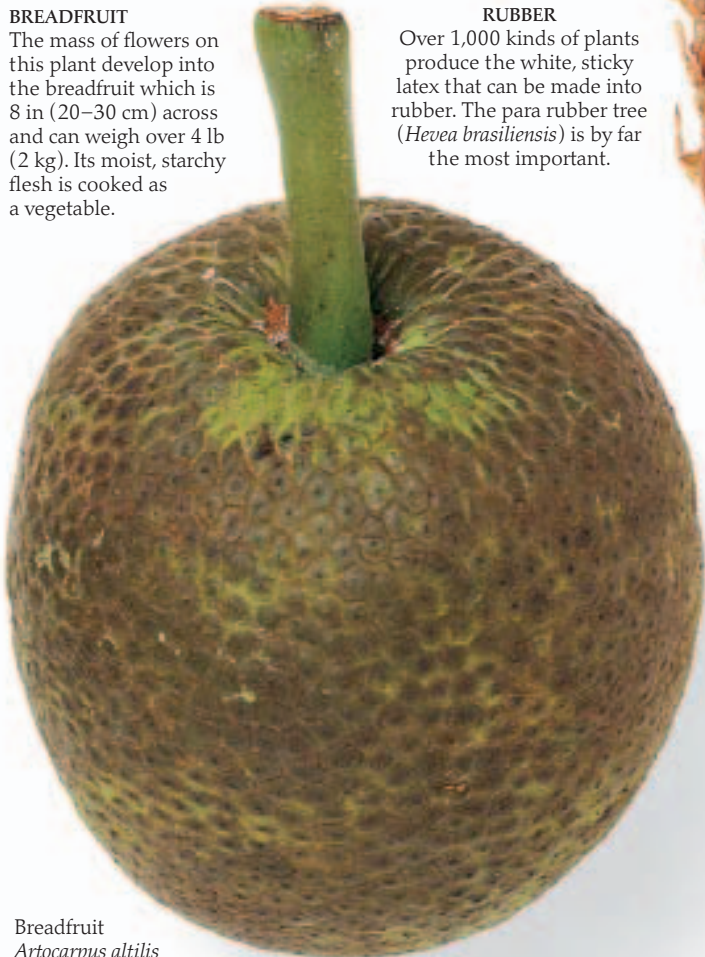 BREADFRUIT
The mass of flowers on
this plant develop into
the breadfruit which is
8 in (20–30 cm) across
and can weigh over 4 lb
(2 kg). Its moist, starchy
flesh is cooked as
a vegetable.
RUBBER
Over 1,000 kinds of plants
produce the white, sticky
latex that can be made into
rubber. The para rubber tree
(Hevea brasiliensis) is by far
the most important.
Breadfruit
Artocarpus altilis